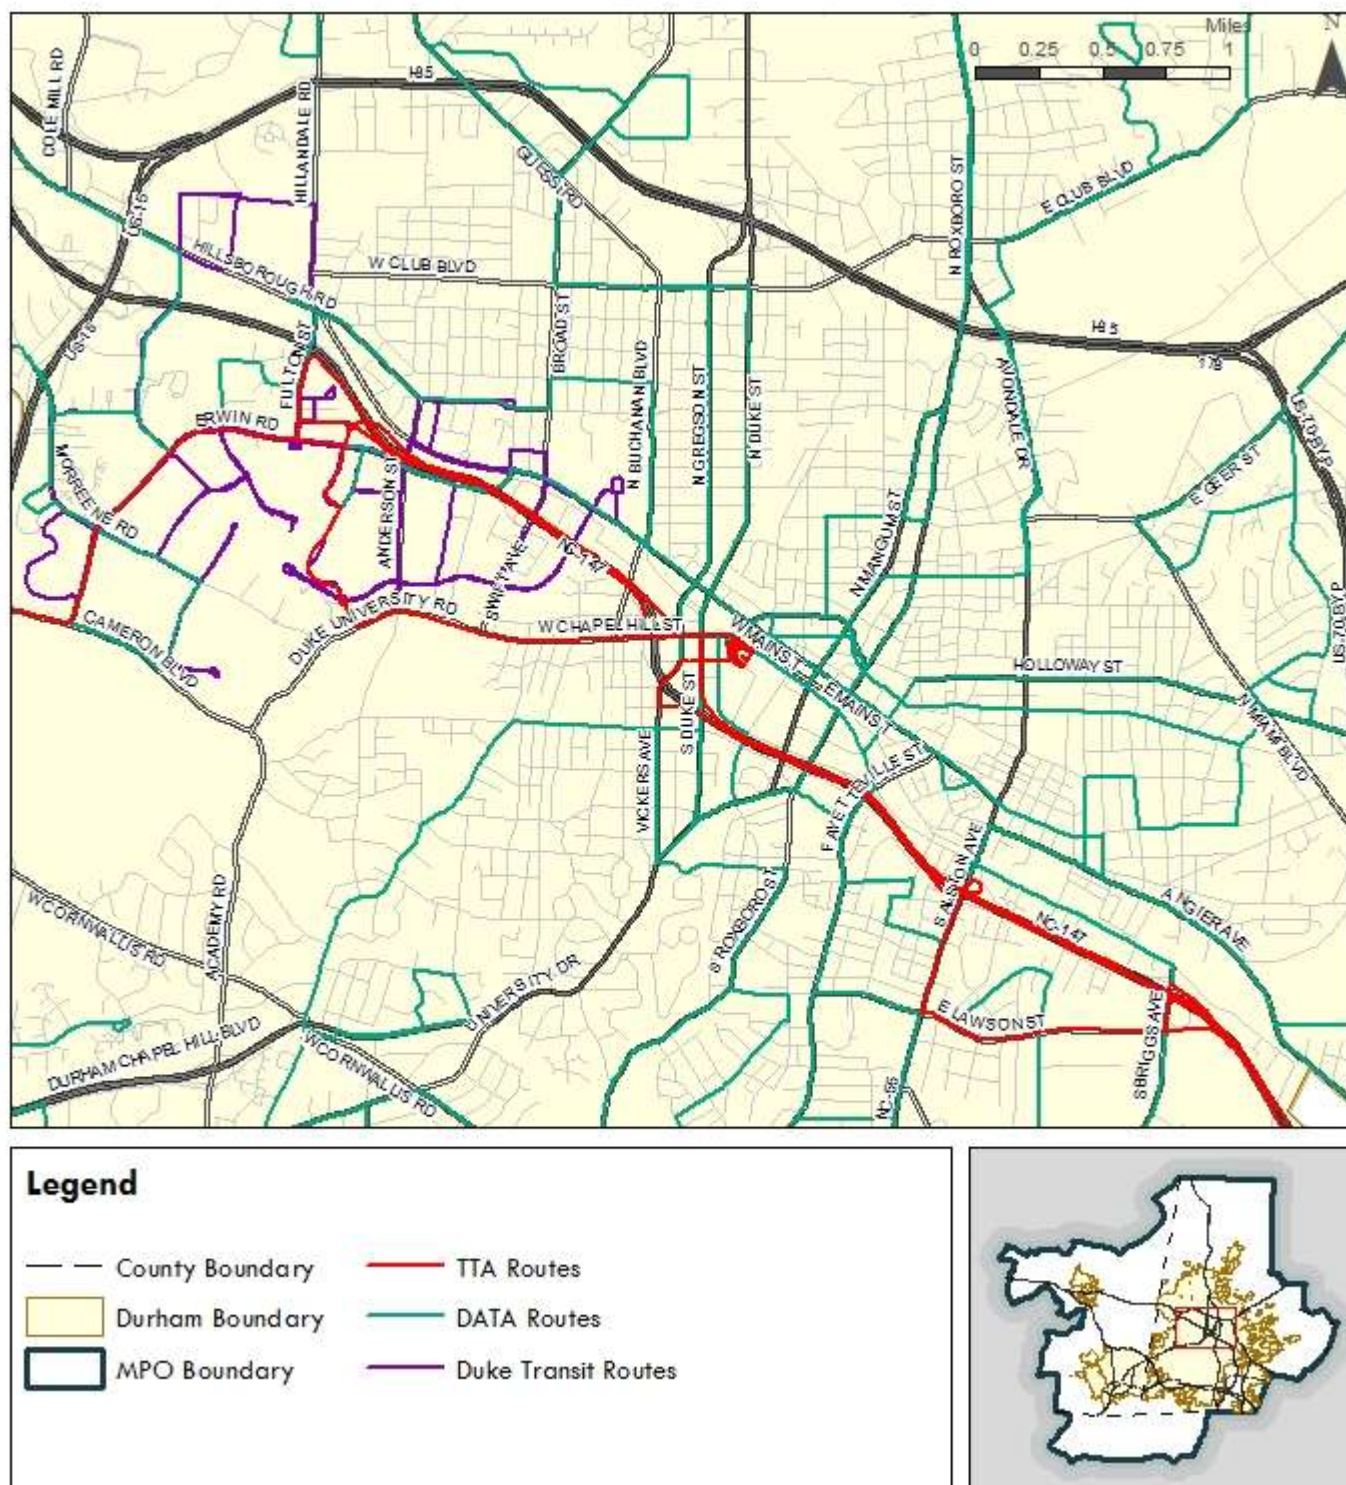 Miles
N
0 0.25 0.5 0.75 1
COLE MILL RD
I-85
HILLANDALE RD
GUESS RD
N ROXBORO ST
E CLUB BLVD
US-15
HILLSBOROUGH RD
W CLUB BLVD
US-15
FULTON ST
BROAD ST
N BUCHANAN BLVD
N GREGSON ST
N DUKE ST
I-85
178
AVONDALE DR
US-70 BYP
ERWIN RD
MORREENE RD
ANDERSON ST
E GEER ST
N MANGUM ST
NC-147
SWIFT AVE
DUKE UNIVERSITY RD
W CHAPEL HILL ST
W MAIN ST
US-70 BYP
CAMERON BLVD
HOLLOWAY ST
E MAIN ST
N MIAMI BLVD
S DUKE ST
VICKERS AVE
FAYETTEVILLE ST
S ALSTON AVE
ACADEMY RD
W CORNWALLIS RD
S ROXBORO ST
ANGIER AVE
NC-147
UNIVERSITY DR
E LAWSON ST
S BRIGGS AVE
DURHAM CHAPEL HILL BLVD
W CORNWALLIS RD
NC-55
Legend
County Boundary
TTA Routes
Durham Boundary
DATA Routes
MPO Boundary
Duke Transit Routes